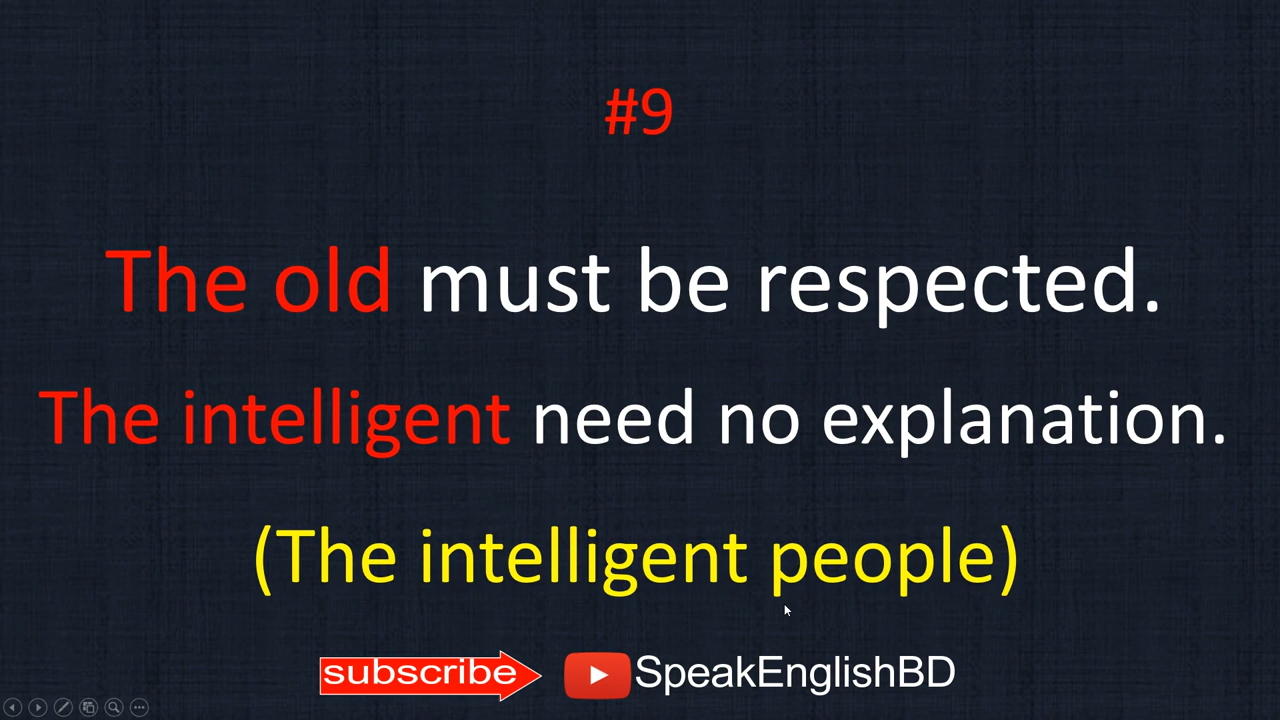 #9
The old must be respected.
The intelligent need no explanation.
(The intelligent people)
subscribe SpeakEnglishBD